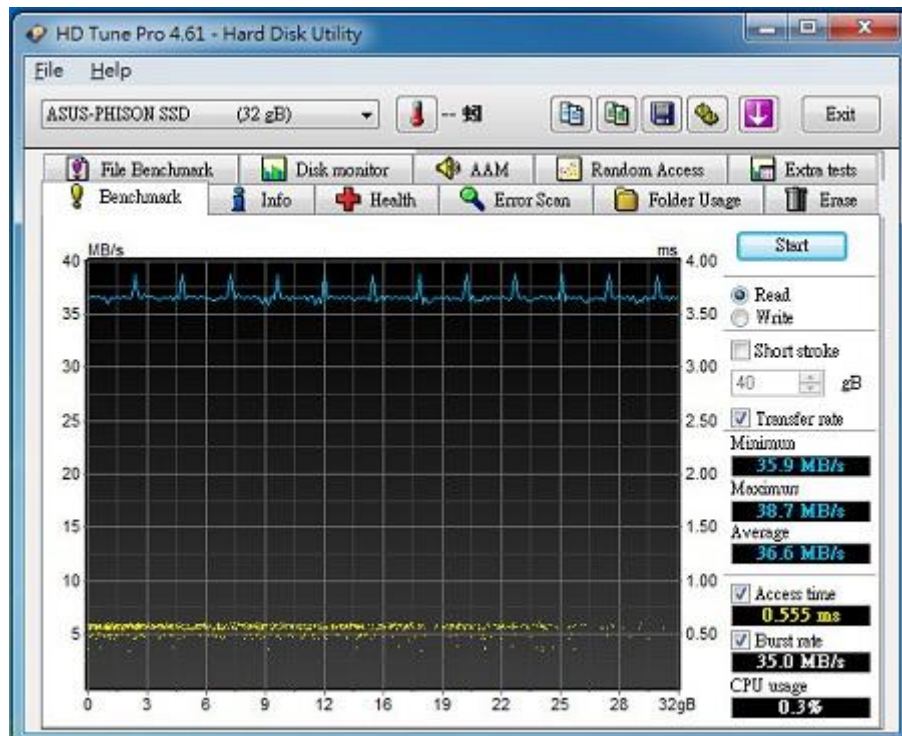 HD Tune Pro 4.61 - Hard Disk Utility
File Help
ASUS-PHISON SSD (32 gB)
-- 蚓
Exit
File Benchmark Disk monitor AAM Random Access Extra tests
Benchmark Info Health Error Scan Folder Usage Erase
MB/s ms
40 4.00
35 3.50
30 3.00
25 2.50
20 2.00
15 1.50
10 1.00
5 0.50
0 3 6 9 12 16 19 22 25 28 32gB
Start
Read
Write
Short stroke
40 gB
Transfer rate
Minimum
35.9 MB/s
Maximum
38.7 MB/s
Average
36.6 MB/s
Access time
0.555 ms
Burst rate
35.0 MB/s
CPU usage
0.3%